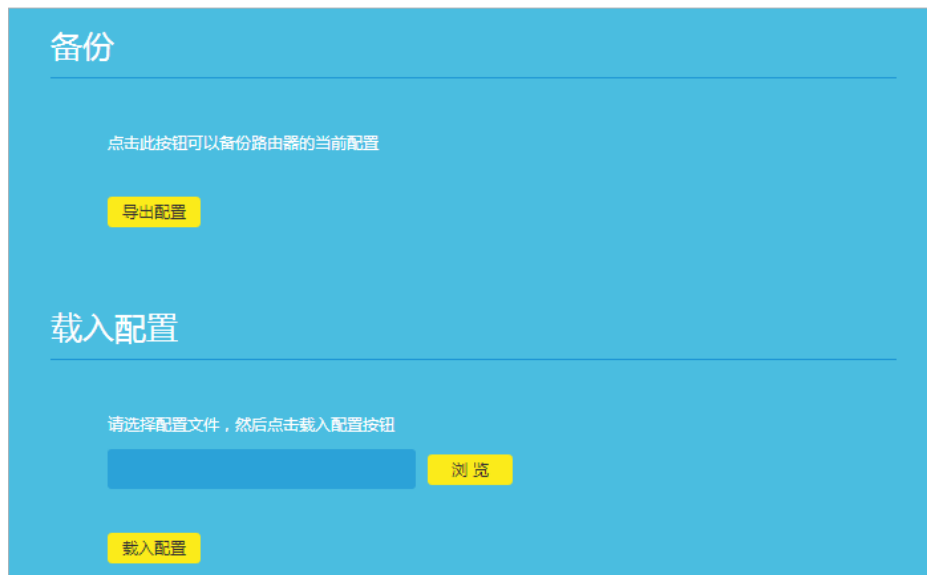 备份
点击此按钮可以备份路由器的当前配置
导出配置
载入配置
请选择配置文件，然后点击载入配置按钮
浏 览
载入配置